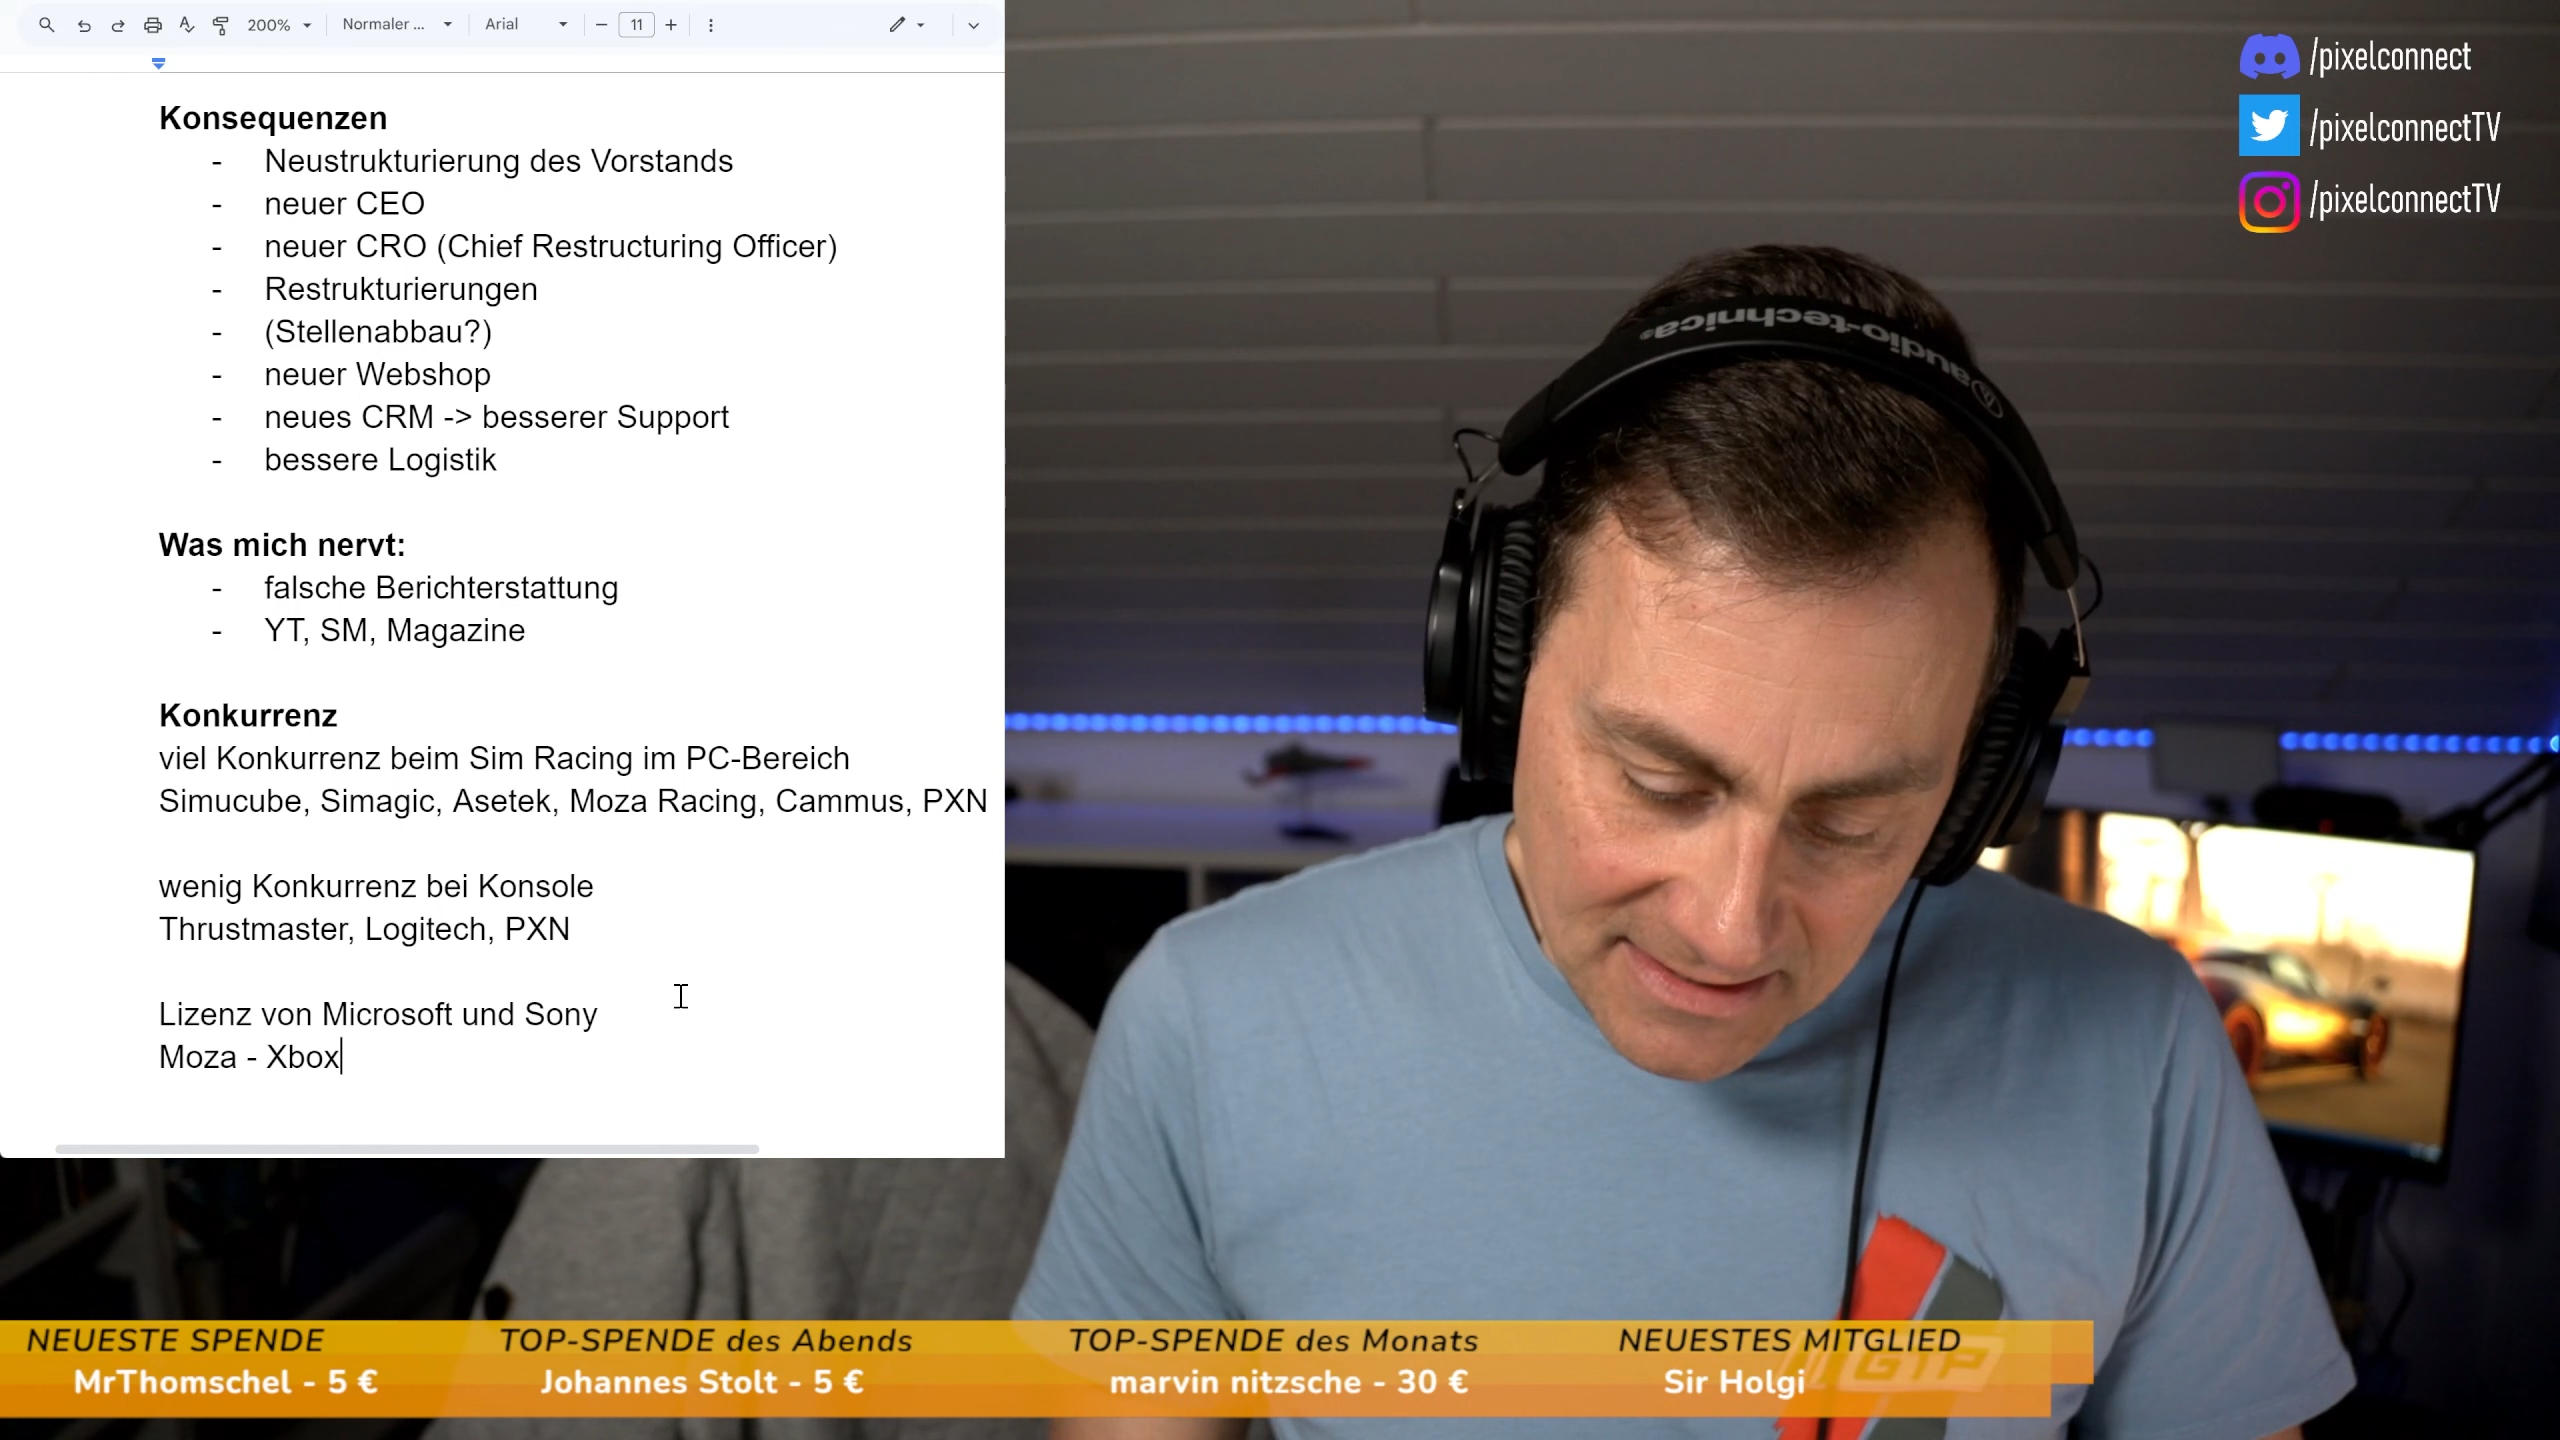 200%
Normaler ...
Arial
11
Konsequenzen
- Neustrukturierung des Vorstands
- neuer CEO
- neuer CRO (Chief Restructuring Officer)
- Restrukturierungen
- (Stellenabbau?)
- neuer Webshop
- neues CRM -> besserer Support
- bessere Logistik
Was mich nervt:
- falsche Berichterstattung
- YT, SM, Magazine
Konkurrenz
viel Konkurrenz beim Sim Racing im PC-Bereich
Simucube, Simagic, Asetek, Moza Racing, Cammus, PXN
wenig Konkurrenz bei Konsole
Thrustmaster, Logitech, PXN
Lizenz von Microsoft und Sony
Moza - Xbox
/pixelconnect
/pixelconnectTV
/pixelconnectTV
audio-technica
NEUESTE SPENDE
MrThomschel - 5 €
TOP-SPENDE des Abends
Johannes Stolt - 5 €
TOP-SPENDE des Monats
marvin nitzsche - 30 €
NEUESTES MITGLIED
Sir Holgi
GTP